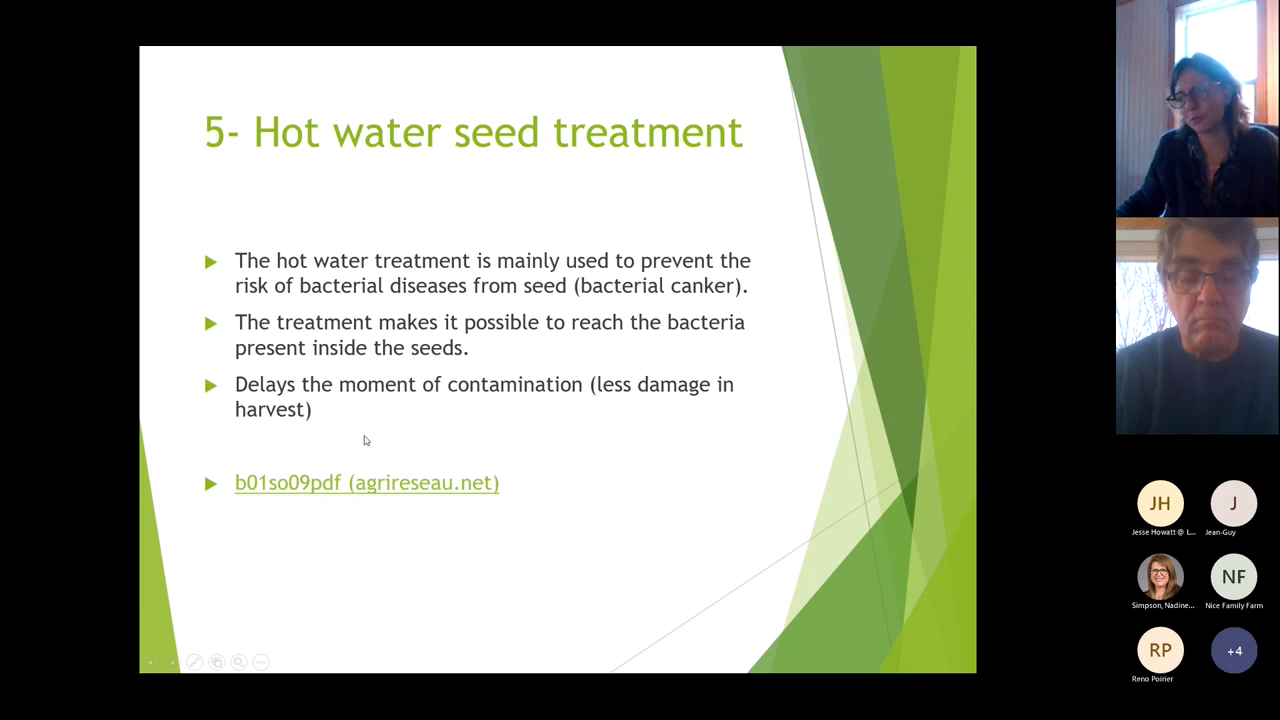 5- Hot water seed treatment
The hot water treatment is mainly used to prevent the
risk of bacterial diseases from seed (bacterial canker).
The treatment makes it possible to reach the bacteria
present inside the seeds.
Delays the moment of contamination (less damage in
harvest)
b01so09pdf (agrireseau.net)
JH
J
Jesse Howatt @ L...
Jean-Guy
NF
Simpson, Nadine...
Nice Family Farm
RP
+4
Reno Poirier